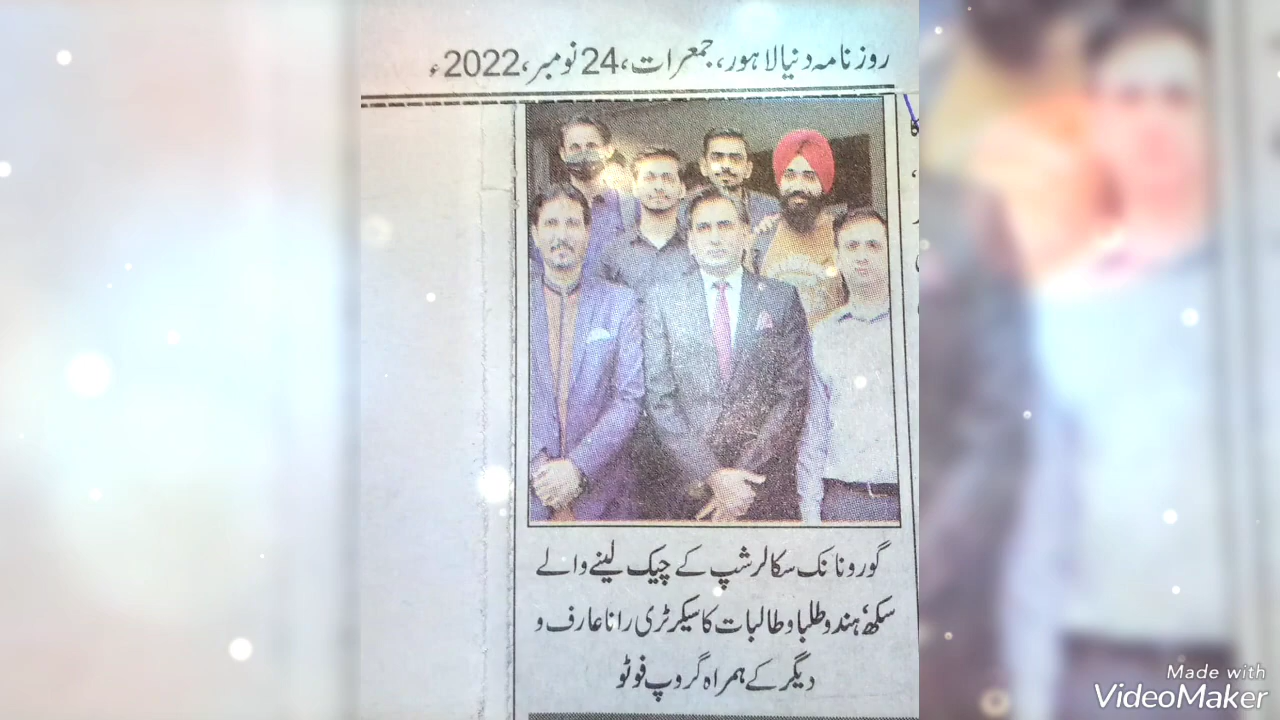 روزنامہ دنیا لاہور، جمعرات، 24 نومبر، 2022ء
گورونانک سکالرشپ کے چیک لینے والے
سکھ، ہندو طلبا و طالبات کا سیکرٹری رانا عارف و
دیگر کے ہمراہ گروپ فوٹو
Made with
VideoMaker